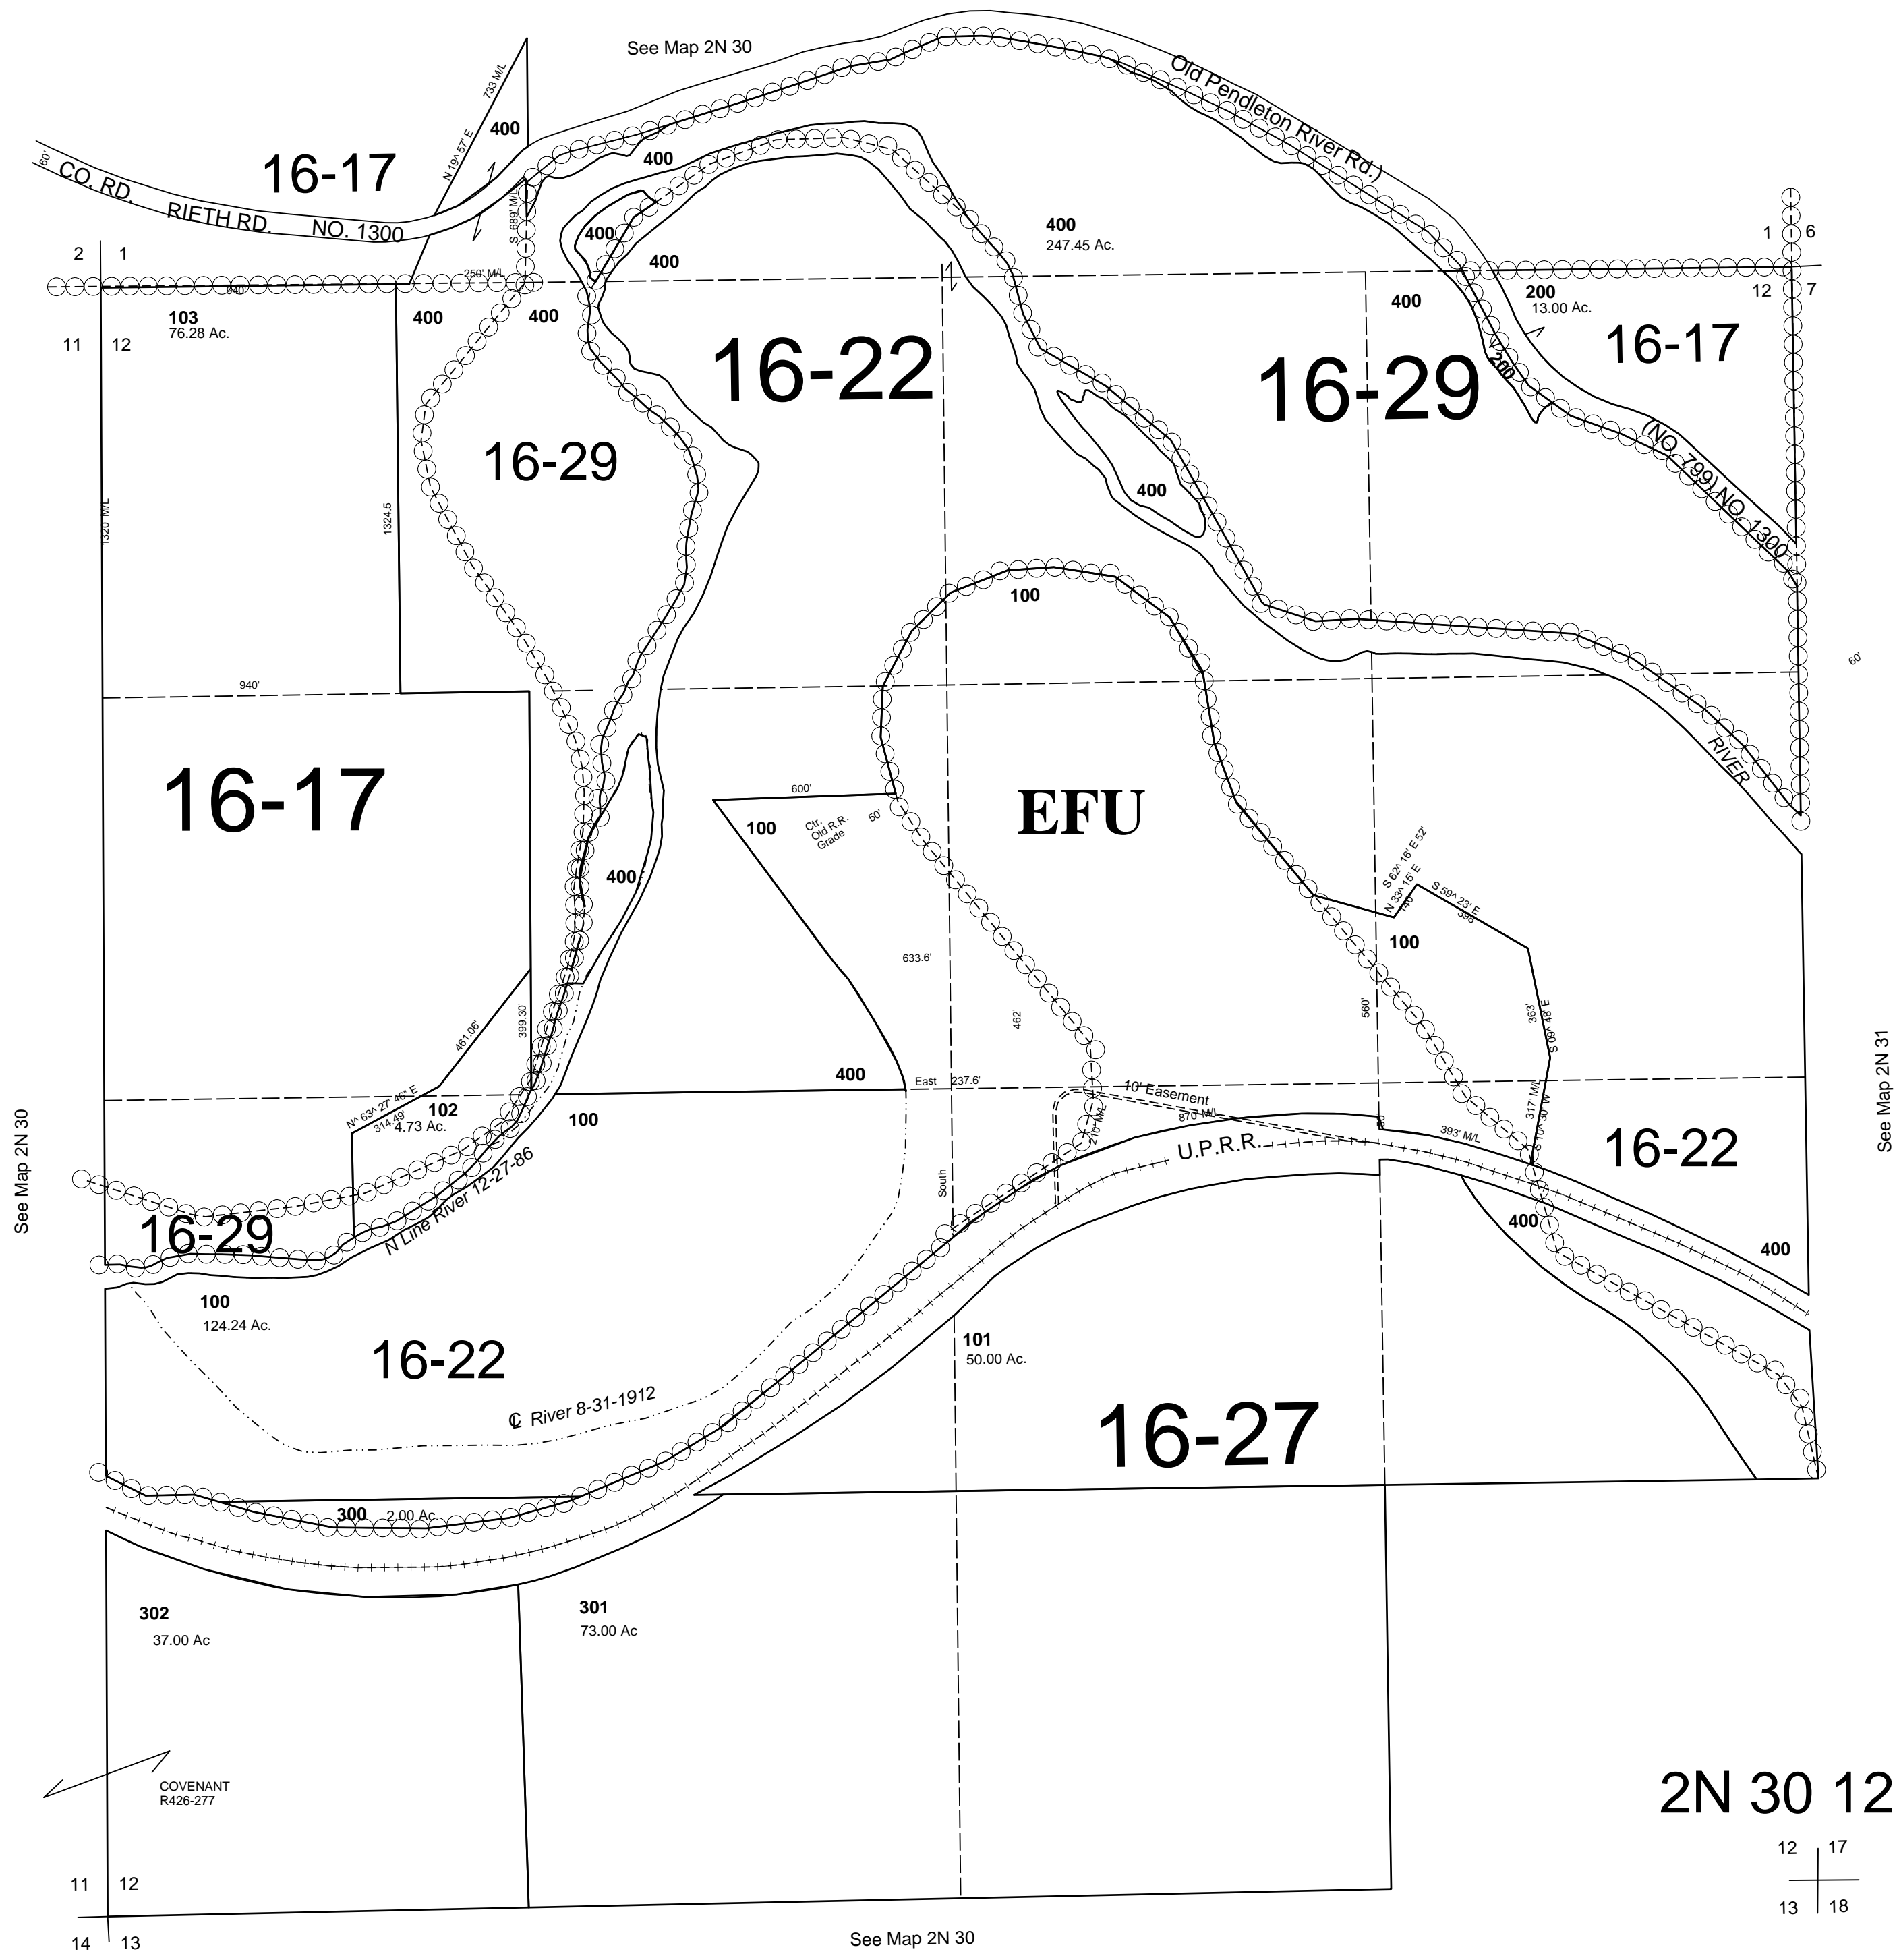 See Map 2N 30
733 M/L
N 19^ 57' E
400
16-17
60'
CO. RD.
RIETH RD.
NO. 1300
S 689' M/L
400
Old Pendleton River Rd.)
400
400
400
247.45 Ac.
2
1
1
6
250' M/L
940'
103
76.28 Ac.
400
400
400
200
13.00 Ac.
12
7
11
12
16-17
16-22
16-29
200
16-29
(NO. 799) NO. 1300
400
1320' M/L
1324.5
100
940'
60'
RIVER
16-17
EFU
600'
50'
100
Ctr.
Old R.R.
Grade
400
S 62^ 16' E 52'
N 33^ 15' E
140'
S 59^ 23' E
398'
100
633.6'
462'
560'
363'
S 09^ 48' E
399.30'
461.06'
400
East
237.6'
10' Easement
870' M/L
210' M/L
50'
393' M/L
317' M/L
S 10^ 30' W
N^ 63^ 27' 46" E
314.49'
102
4.73 Ac.
100
U.P.R.R.
16-22
See Map 2N 30
See Map 2N 31
South
16-29
N Line River 12-27-86
400
400
100
124.24 Ac.
101
50.00 Ac.
16-22
℄ River 8-31-1912
16-27
300
2.00 Ac.
302
37.00 Ac
301
73.00 Ac
COVENANT
R426-277
2N 30 12
12
17
13
18
11
12
14
13
See Map 2N 30